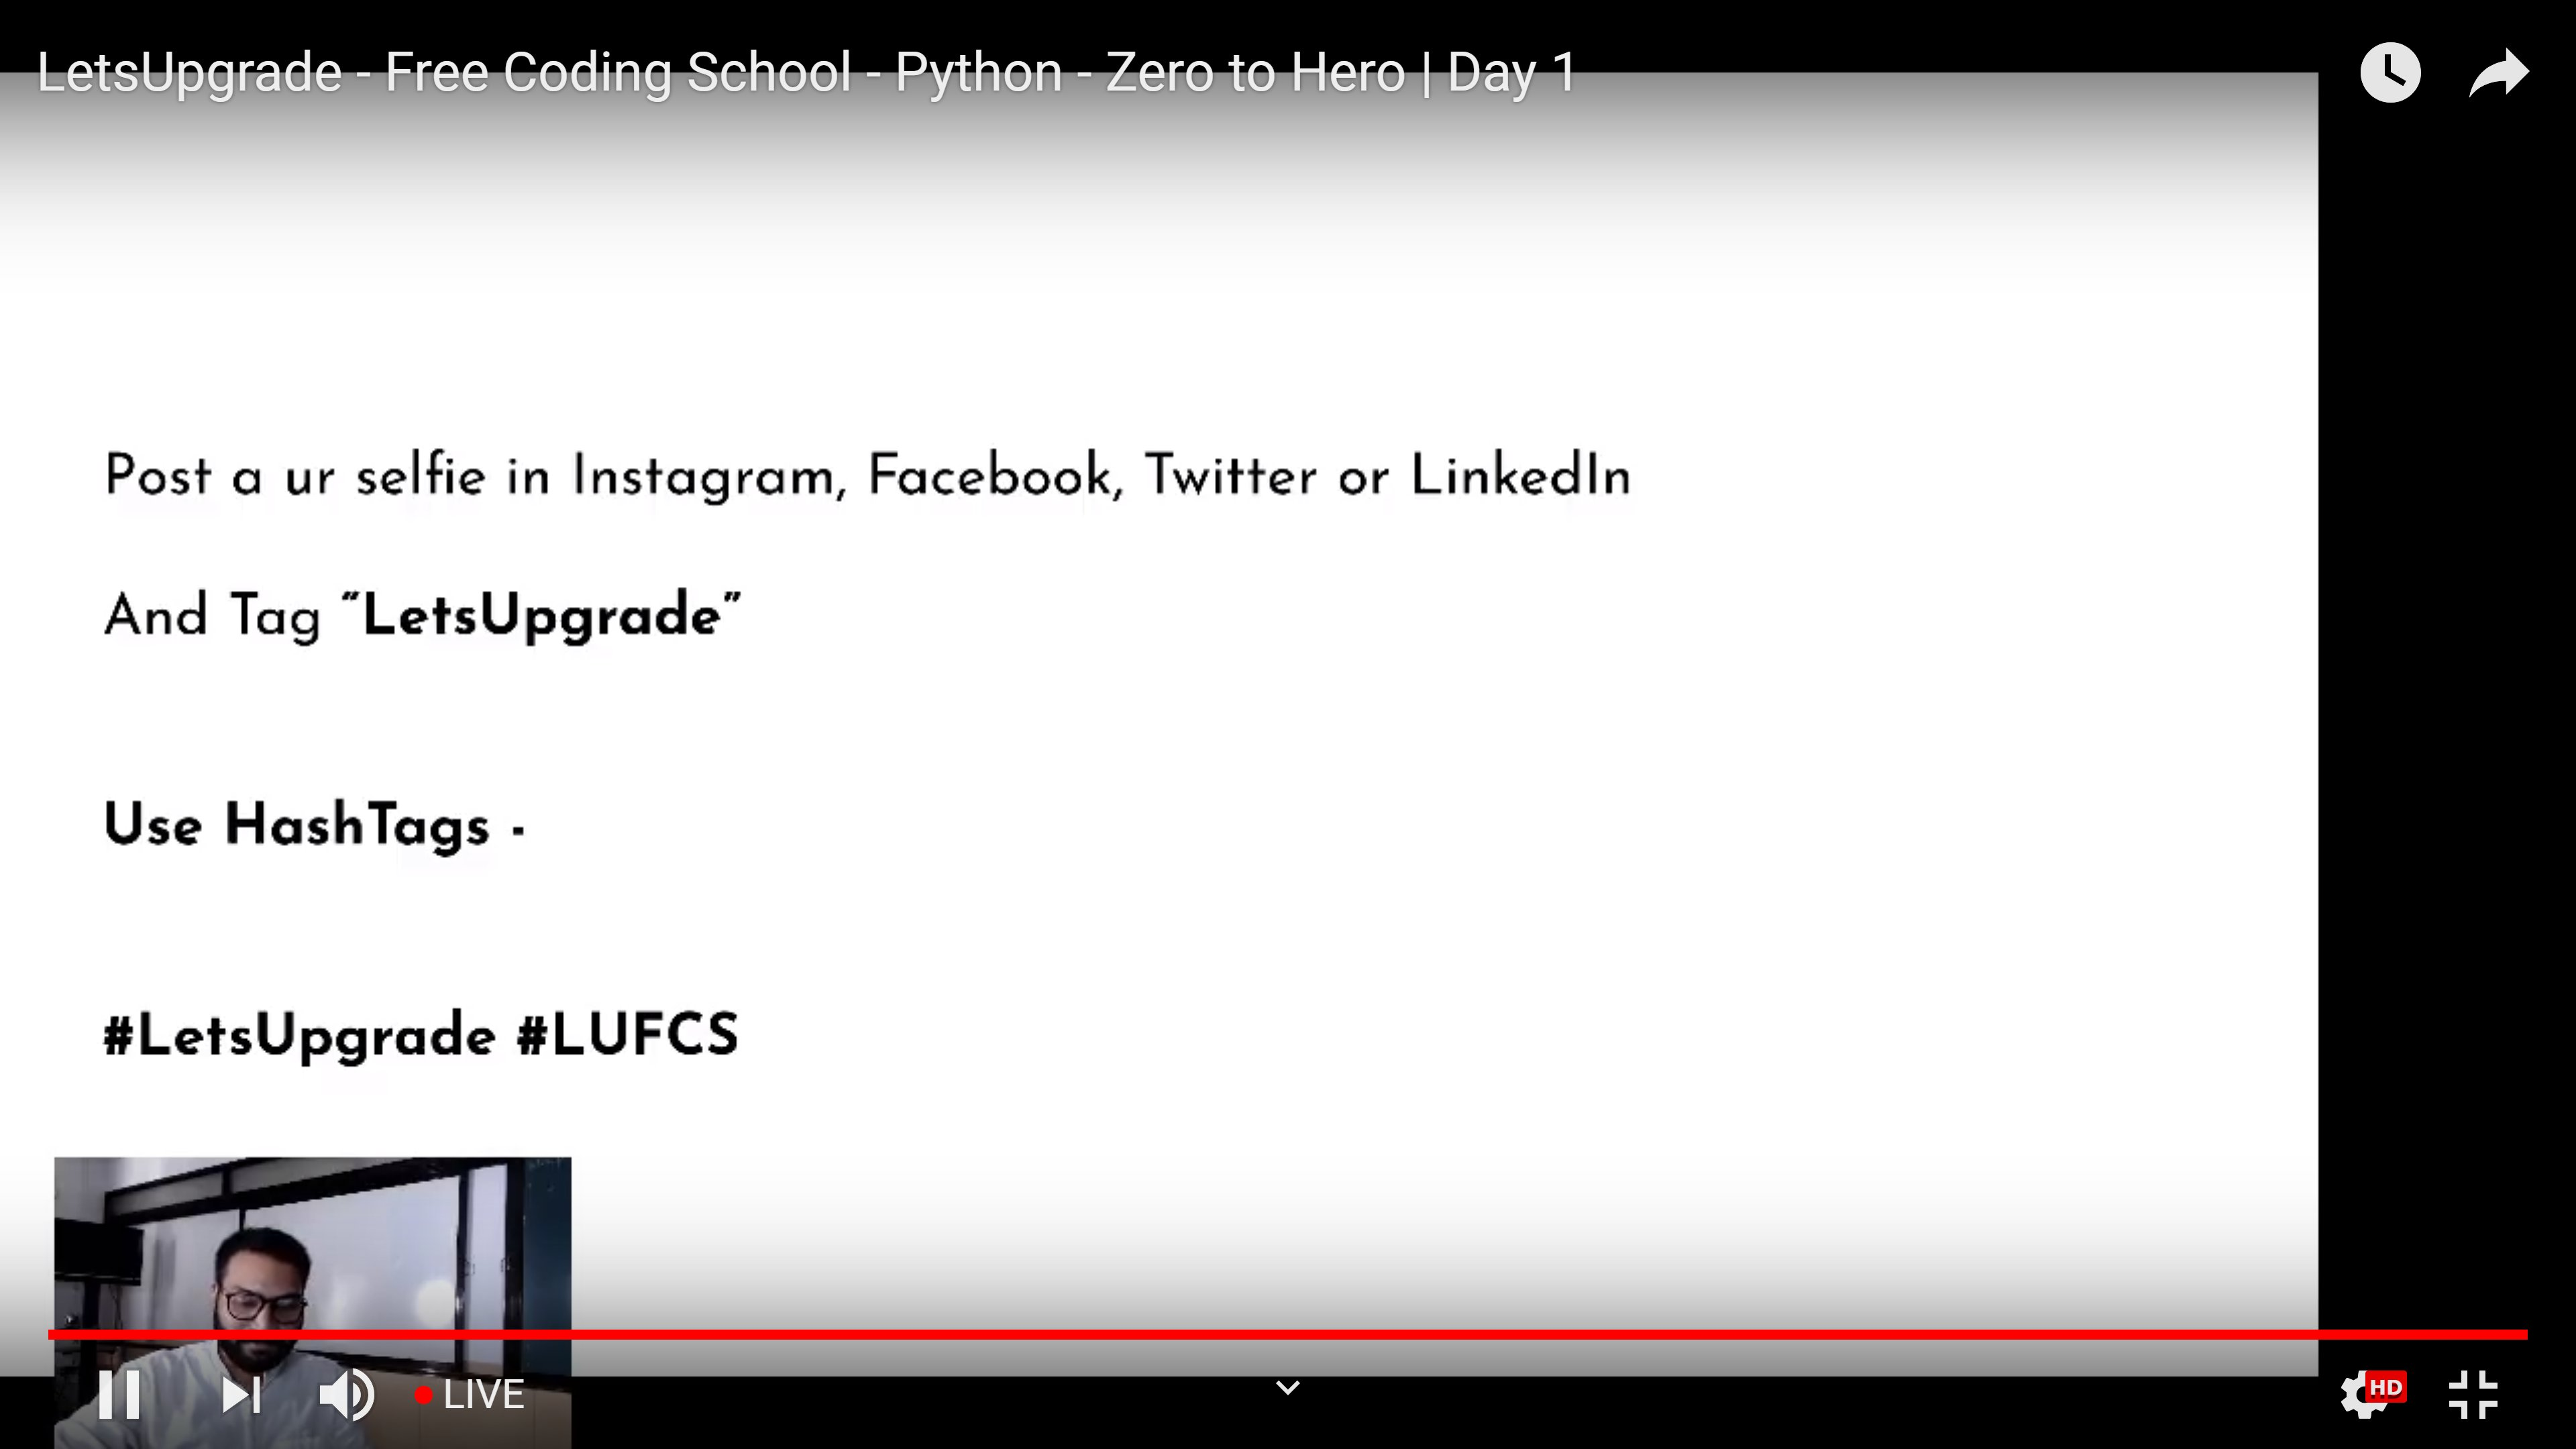 LetsUpgrade - Free Coding School - Python - Zero to Hero | Day 1
Post a ur selfie in Instagram, Facebook, Twitter or LinkedIn
And Tag “LetsUpgrade”
Use HashTags -
#LetsUpgrade #LUFCS
LIVE
HD